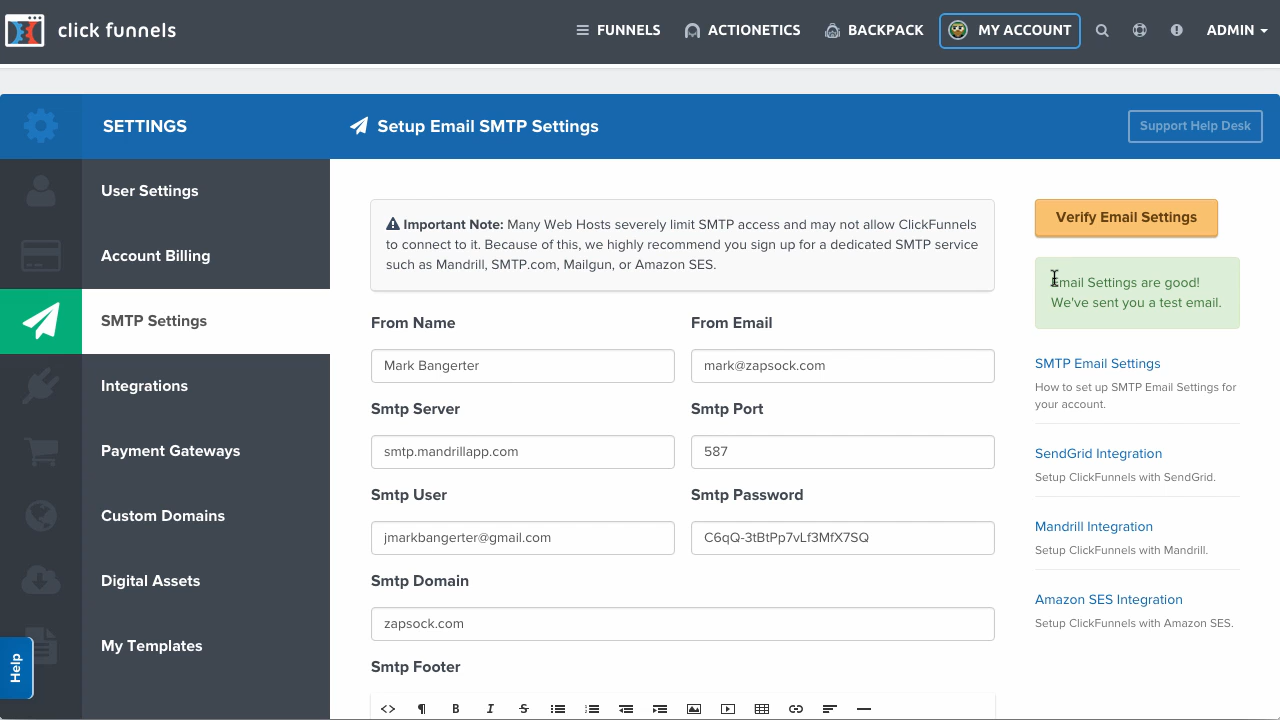 click funnels
FUNNELS
ACTIONETICS
BACKPACK
MY ACCOUNT
ADMIN
SETTINGS
Setup Email SMTP Settings
Support Help Desk
User Settings
Account Billing
SMTP Settings
Integrations
Payment Gateways
Custom Domains
Digital Assets
My Templates
Help
Important Note: Many Web Hosts severely limit SMTP access and may not allow ClickFunnels
to connect to it. Because of this, we highly recommend you sign up for a dedicated SMTP service
such as Mandrill, SMTP.com, Mailgun, or Amazon SES.
From Name
From Email
Mark Bangerter
mark@zapsock.com
Smtp Server
Smtp Port
smtp.mandrillapp.com
587
Smtp User
Smtp Password
jmarkbangerter@gmail.com
C6qQ-3tBtPp7vLf3MfX7SQ
Smtp Domain
zapsock.com
Smtp Footer
<> ¶ B I S
Verify Email Settings
Email Settings are good!
We've sent you a test email.
SMTP Email Settings
How to set up SMTP Email Settings for
your account.
SendGrid Integration
Setup ClickFunnels with SendGrid.
Mandrill Integration
Setup ClickFunnels with Mandrill.
Amazon SES Integration
Setup ClickFunnels with Amazon SES.